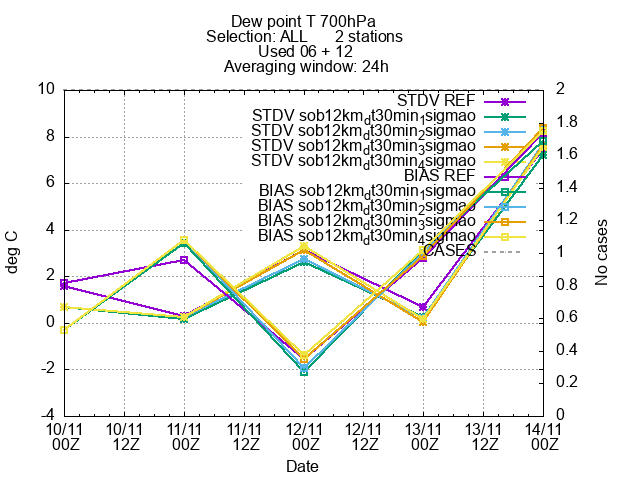 Dew point T 700hPa
Selection: ALL 2 stations
Used 06 + 12
Averaging window: 24h
10
8
6
4
2
0
-2
-4
deg C
STDV REF
STDV sob12km_dt30min_1sigmao
STDV sob12km_dt30min_2sigmao
STDV sob12km_dt30min_3sigmao
STDV sob12km_dt30min_4sigmao
BIAS REF
BIAS sob12km_dt30min_1sigmao
BIAS sob12km_dt30min_2sigmao
BIAS sob12km_dt30min_3sigmao
BIAS sob12km_dt30min_4sigmao
CASES
2
1.8
1.6
1.4
1.2
1
0.8
0.6
0.4
0.2
0
No cases
10/11 10/11 11/11 11/11 12/11 12/11 13/11 13/11 14/11
00Z 12Z 00Z 12Z 00Z 12Z 00Z 12Z 00Z
Date